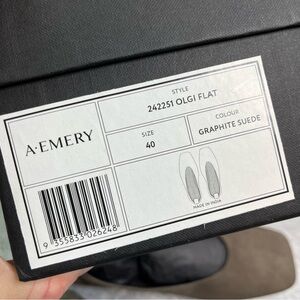 STYLE
242251 OLGI FLAT
A·EMERY
SIZE
40
COLOUR
GRAPHITE SUEDE
MADE IN INDIA
9 355833 026248